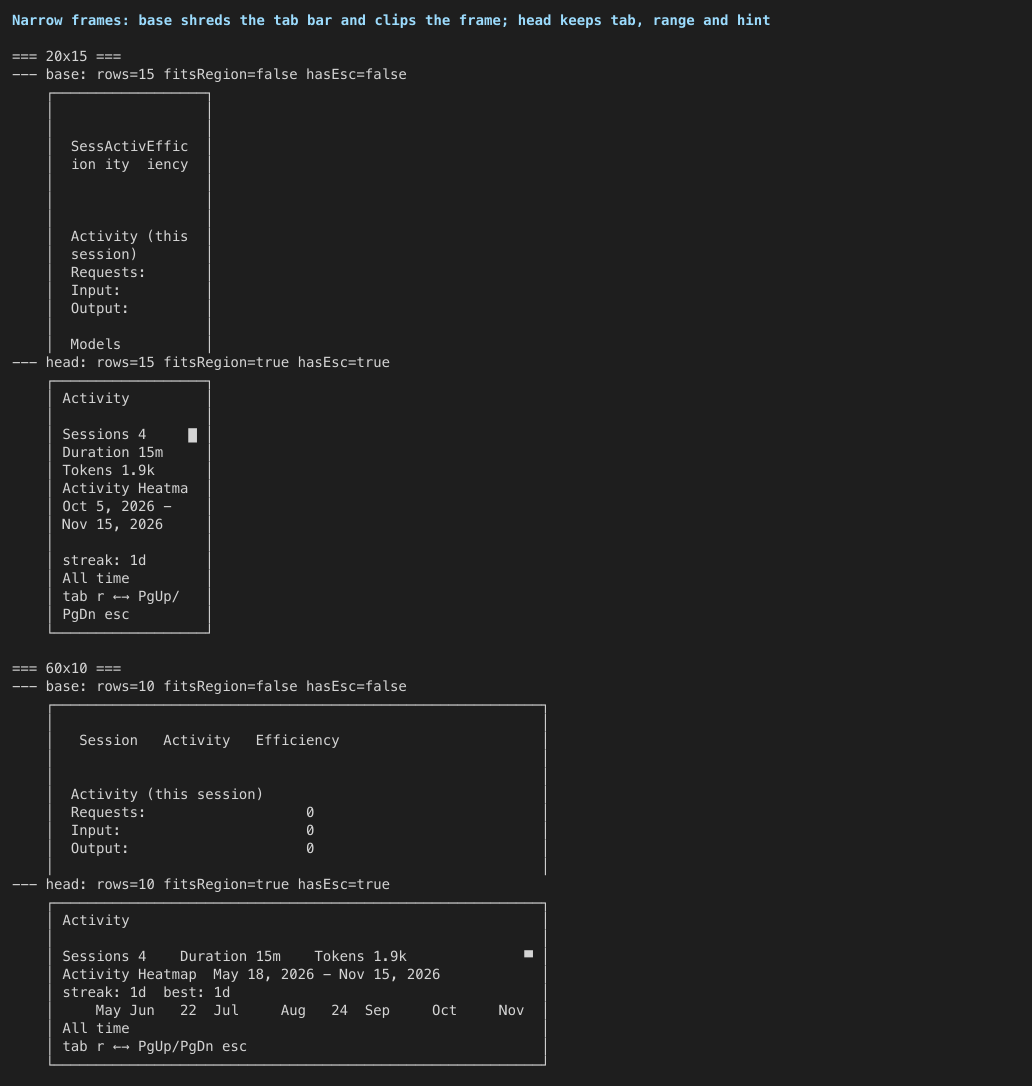 Narrow frames: base shreds the tab bar and clips the frame; head keeps tab, range and hint
=== 20x15 ===
--- base: rows=15 fitsRegion=false hasEsc=false
SessActivEffic
ion ity  iency
Activity (this
session)
Requests:
Input:
Output:
Models
--- head: rows=15 fitsRegion=true hasEsc=true
Activity
Sessions 4
Duration 15m
Tokens 1.9k
Activity Heatma
Oct 5, 2026 –
Nov 15, 2026
streak: 1d
All time
tab r ←→ PgUp/
PgDn esc
=== 60x10 ===
--- base: rows=10 fitsRegion=false hasEsc=false
Session   Activity   Efficiency
Activity (this session)
Requests:                   0
Input:                      0
Output:                     0
--- head: rows=10 fitsRegion=true hasEsc=true
Activity
Sessions 4    Duration 15m    Tokens 1.9k
Activity Heatmap  May 18, 2026 – Nov 15, 2026
streak: 1d  best: 1d
May Jun   22  Jul     Aug   24  Sep     Oct     Nov
All time
tab r ←→ PgUp/PgDn esc